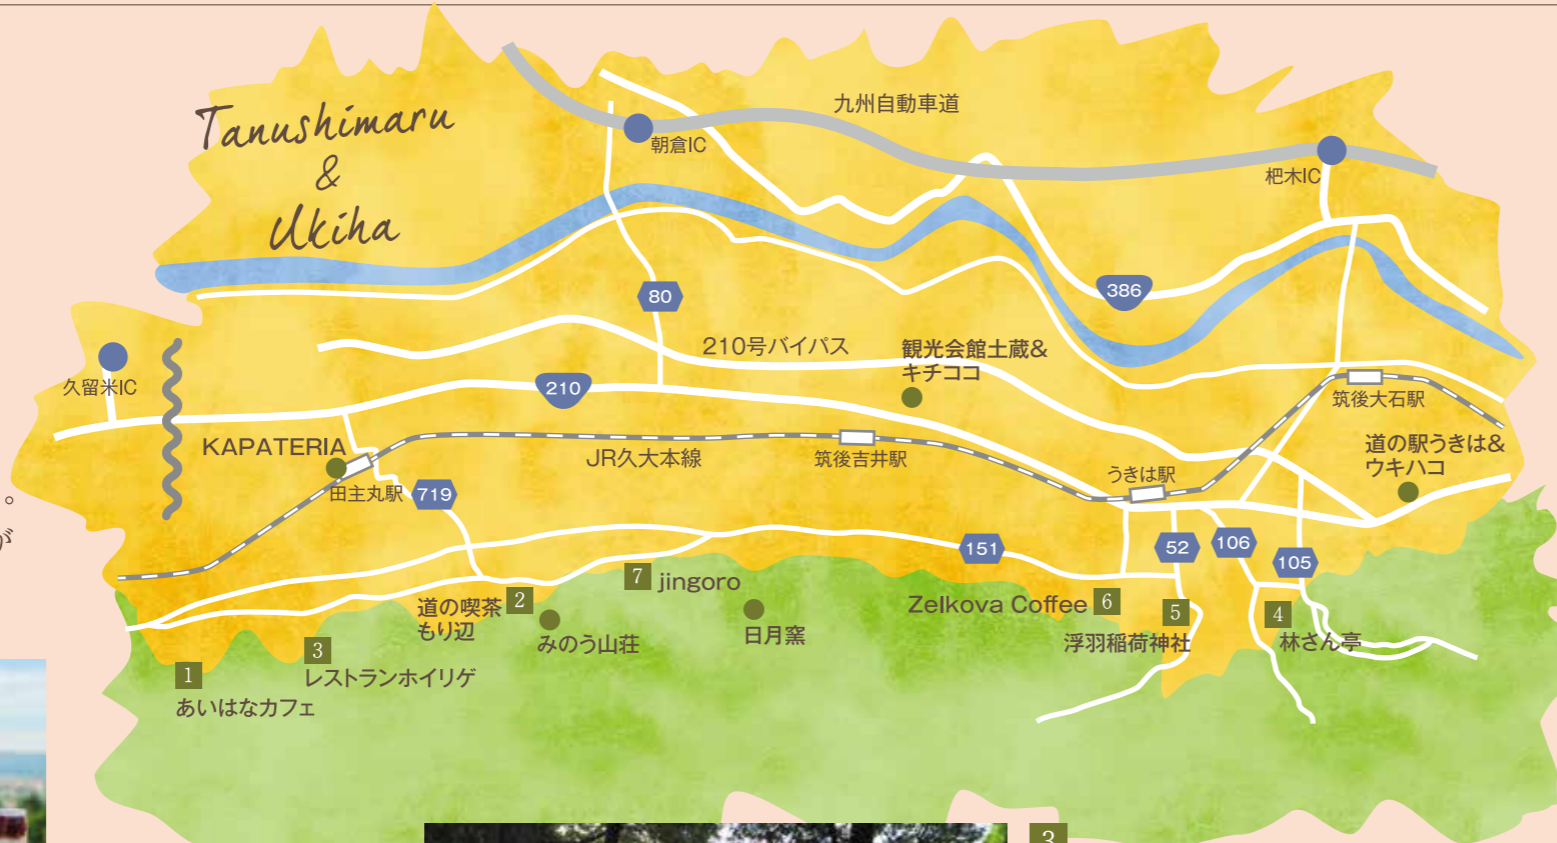 Tanushimaru
&
Ukiha
九州自動車道
朝倉IC
杷木IC
80
386
210号バイパス
観光会館土蔵&
キチココ
久留米IC
210
筑後大石駅
KAPATERIA
JR久大本線
筑後吉井駅
道の駅うきは&
ウキハコ
うきは駅
田主丸駅
719
。
が
151
52
106
105
7 jingoro
道の喫茶
もり辺
2
みのう山荘
日月窯
Zelkova Coffee 6
5
浮羽稲荷神社
4
林さん亭
3
レストランホイリゲ
1
あいはなカフェ
3